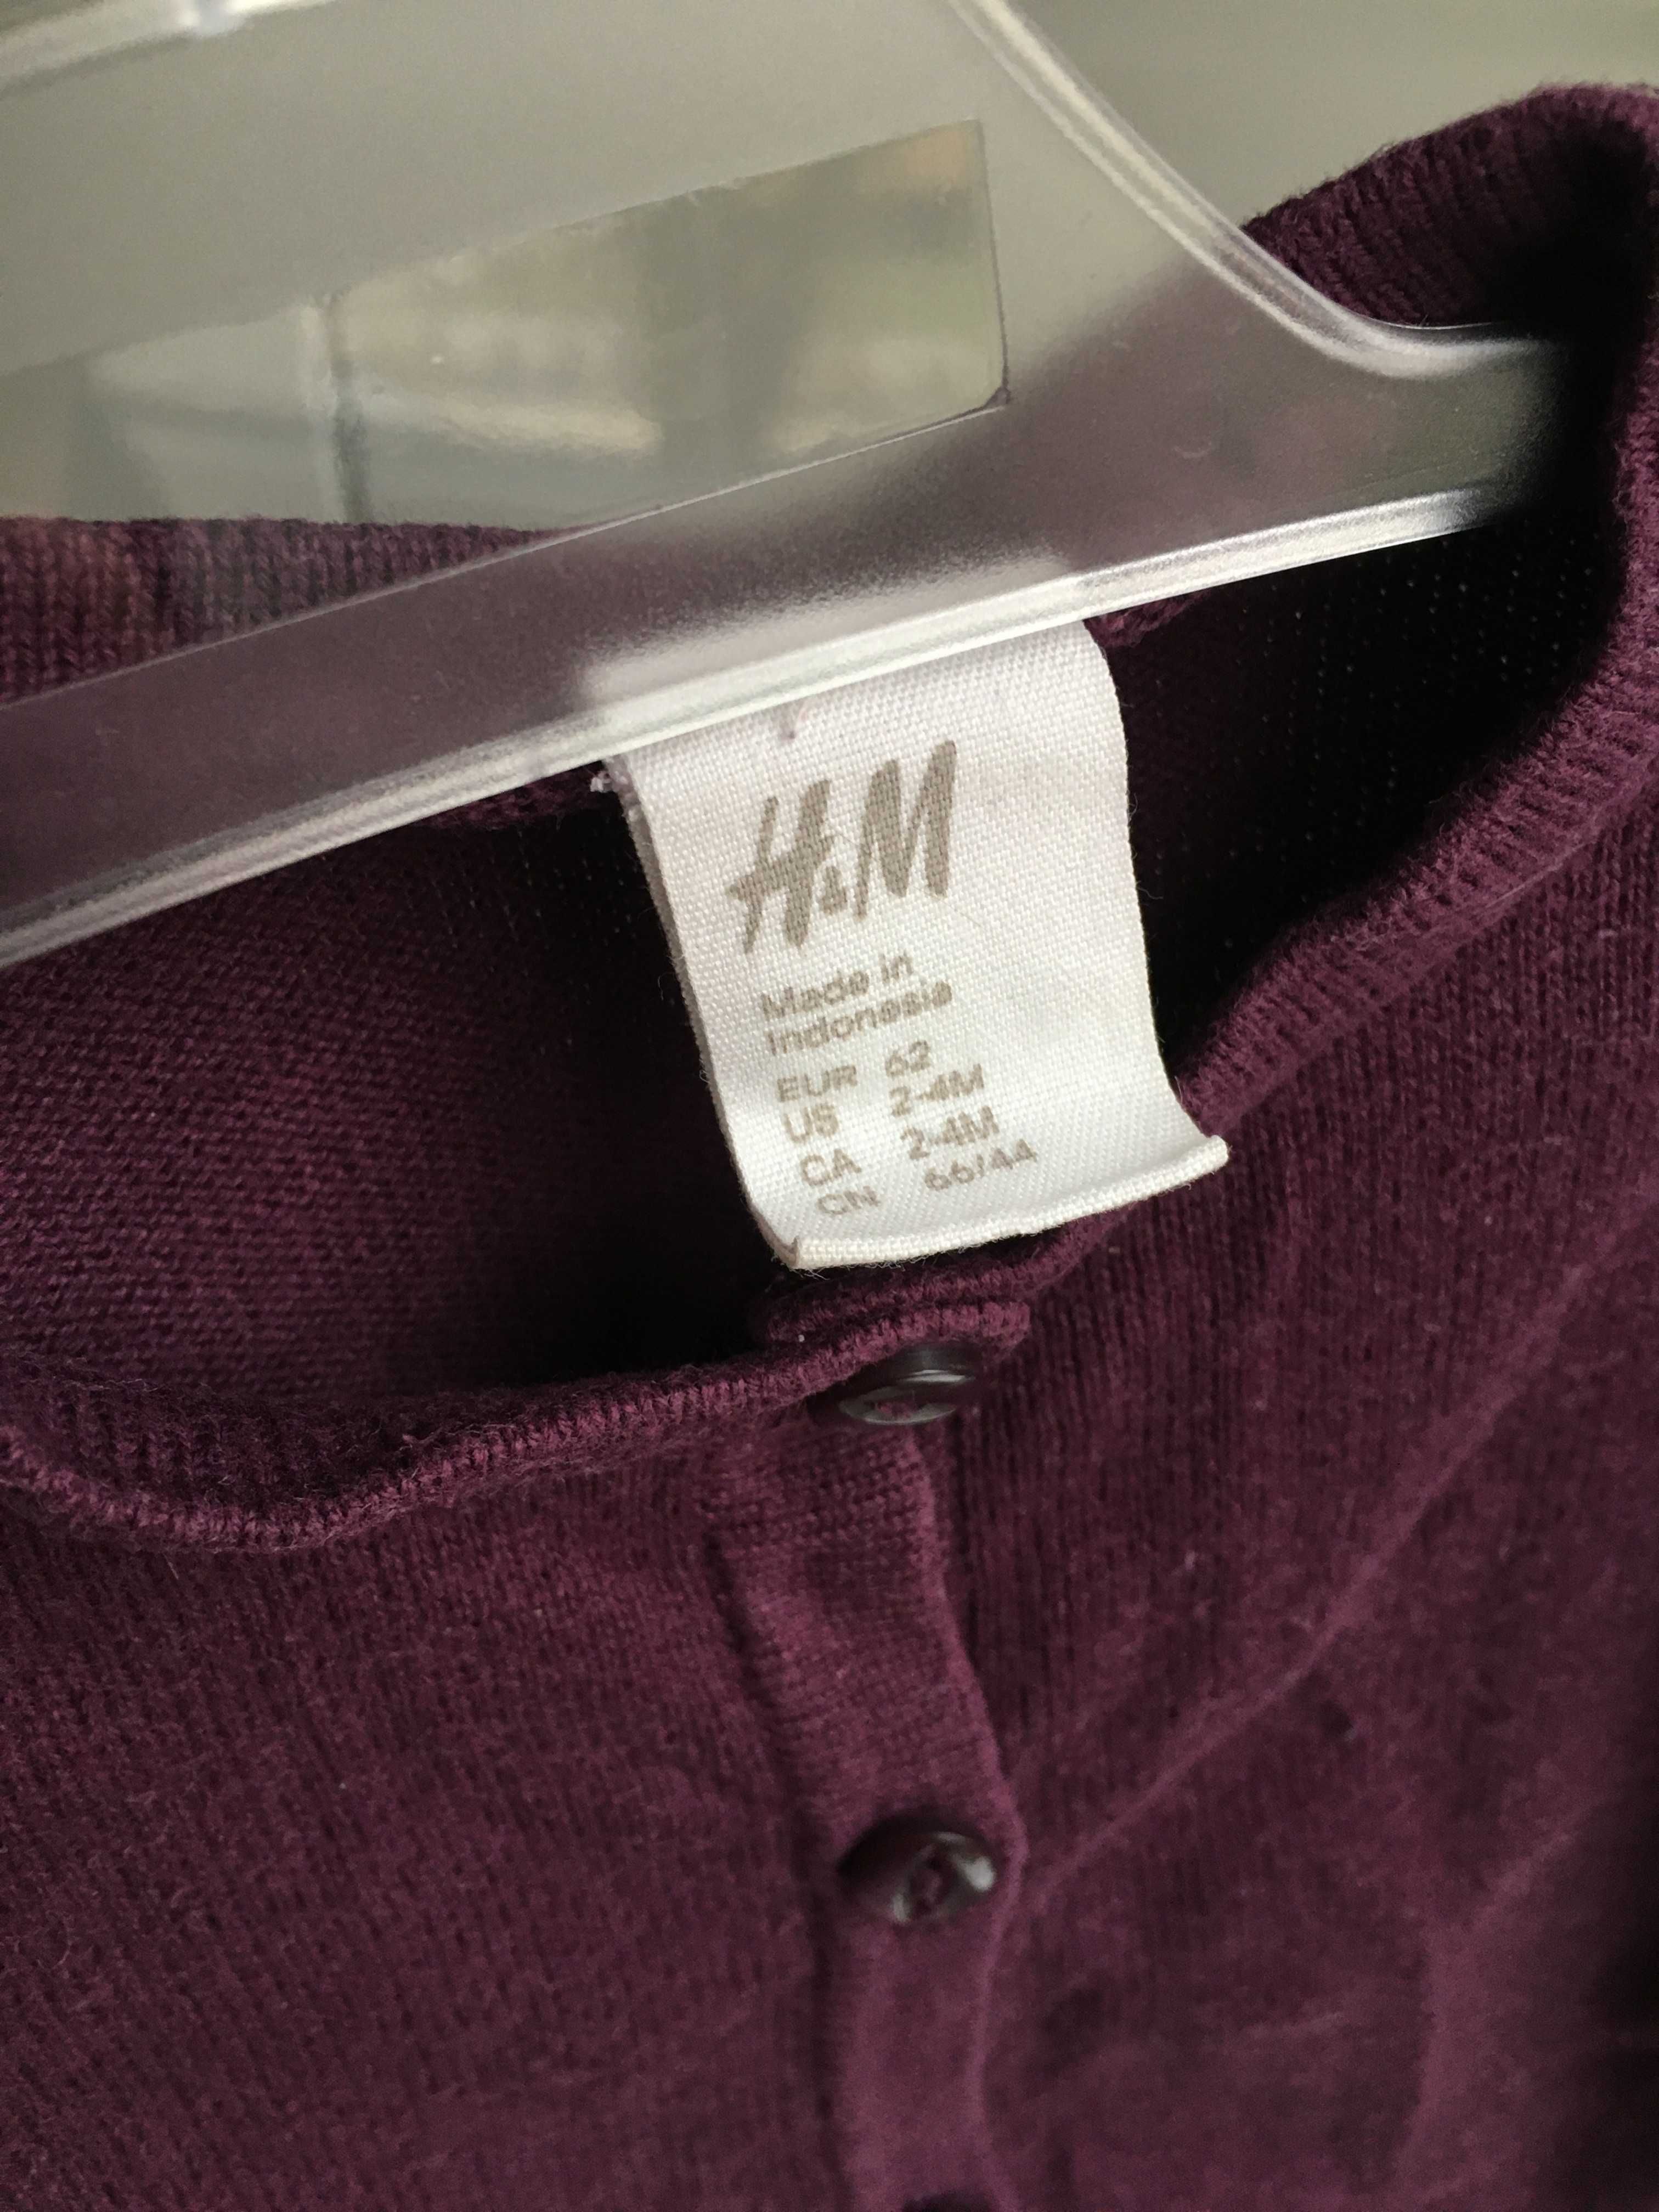 H&M
Made in
Indonesia
EUR 62
US 2-4M
CA 2-4M
CN 66/44